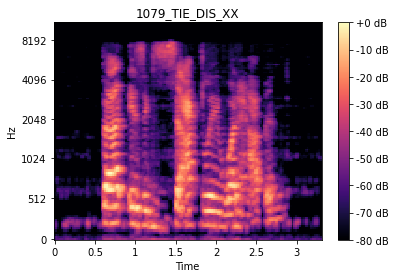 1079_TIE_DIS_XX
+0 dB
8192
-10 dB
4096
-20 dB
-30 dB
2048
Hz
-40 dB
1024
-50 dB
512
-60 dB
-70 dB
0
-80 dB
0 0.5 1 1.5 2 2.5 3
Time